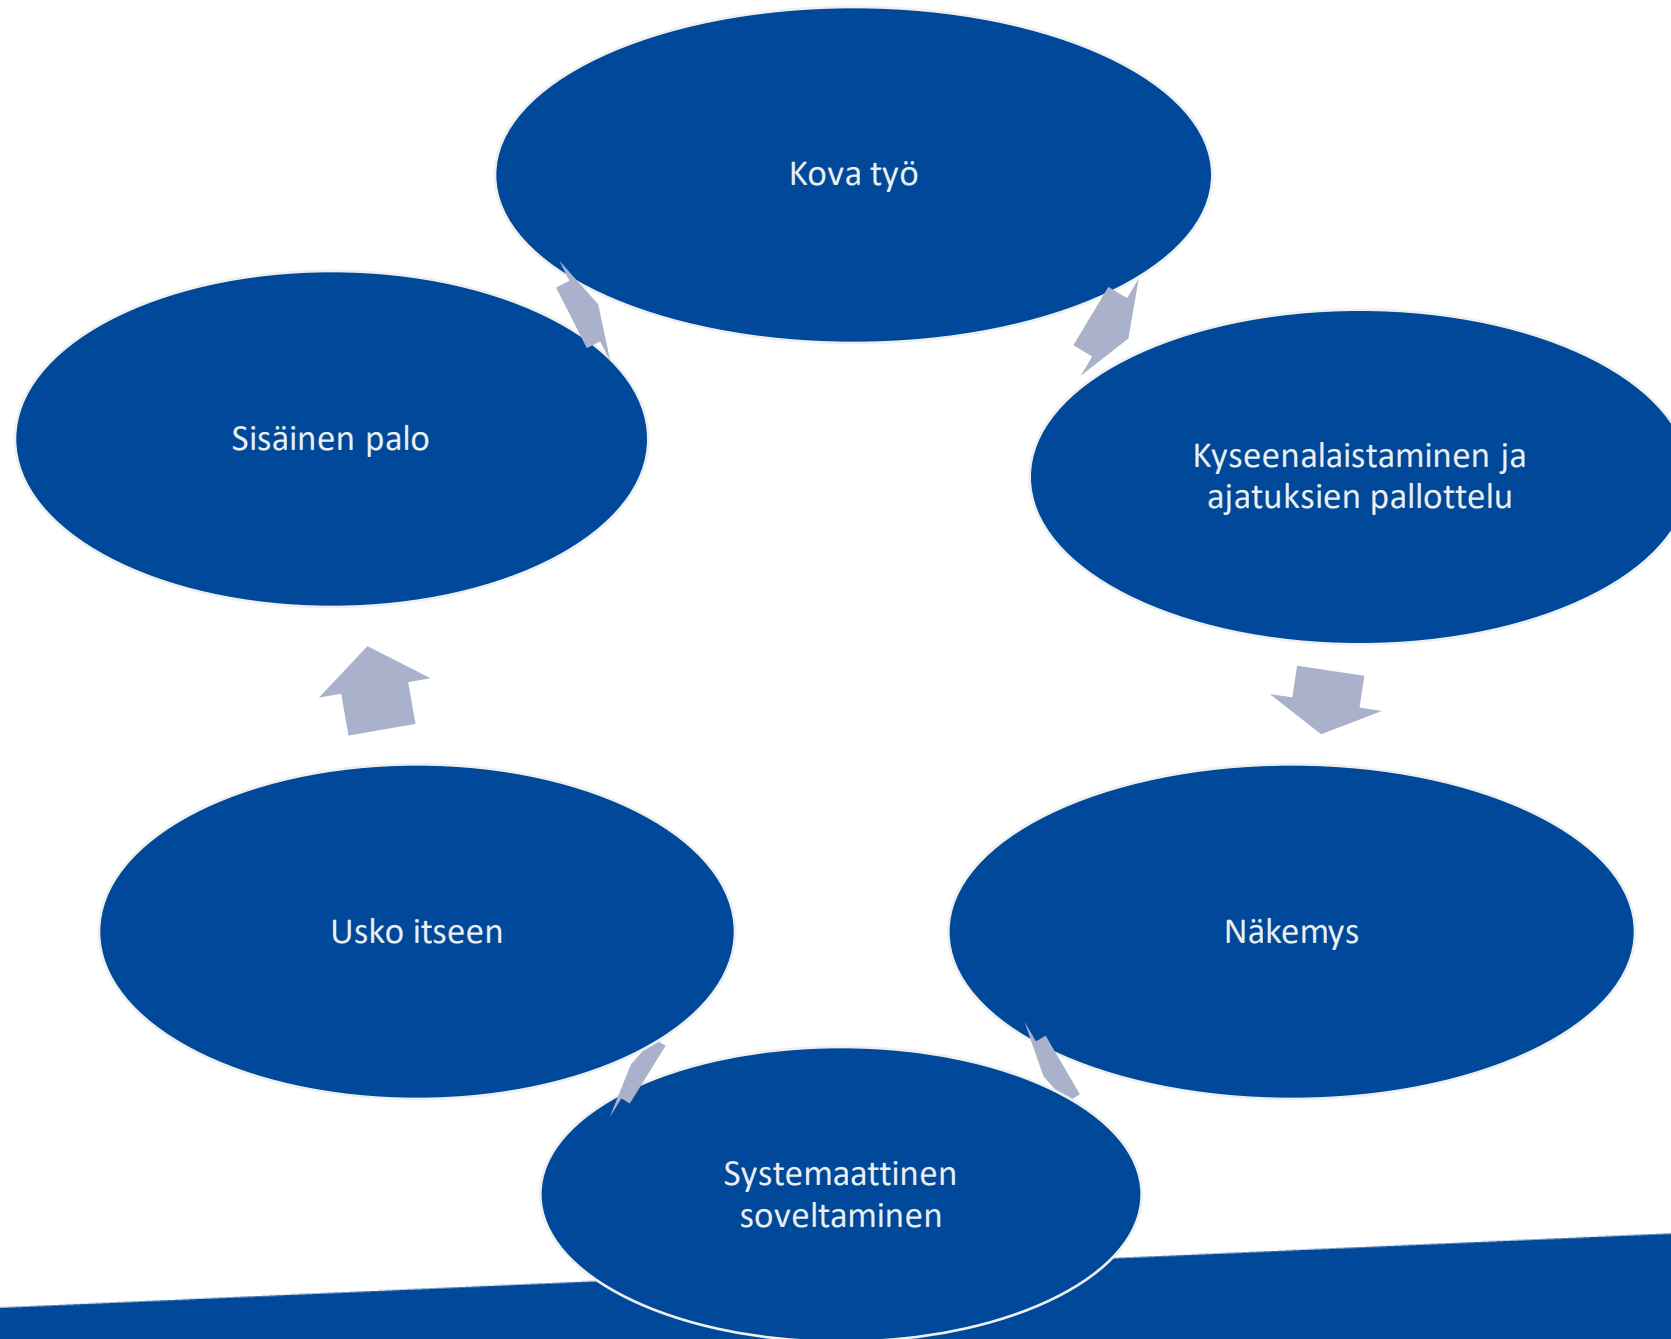 Kova työ
Sisäinen palo
Kyseenalaistaminen ja
ajatuksien pallottelu
Usko itseen
Näkemys
Systemaattinen
soveltaminen